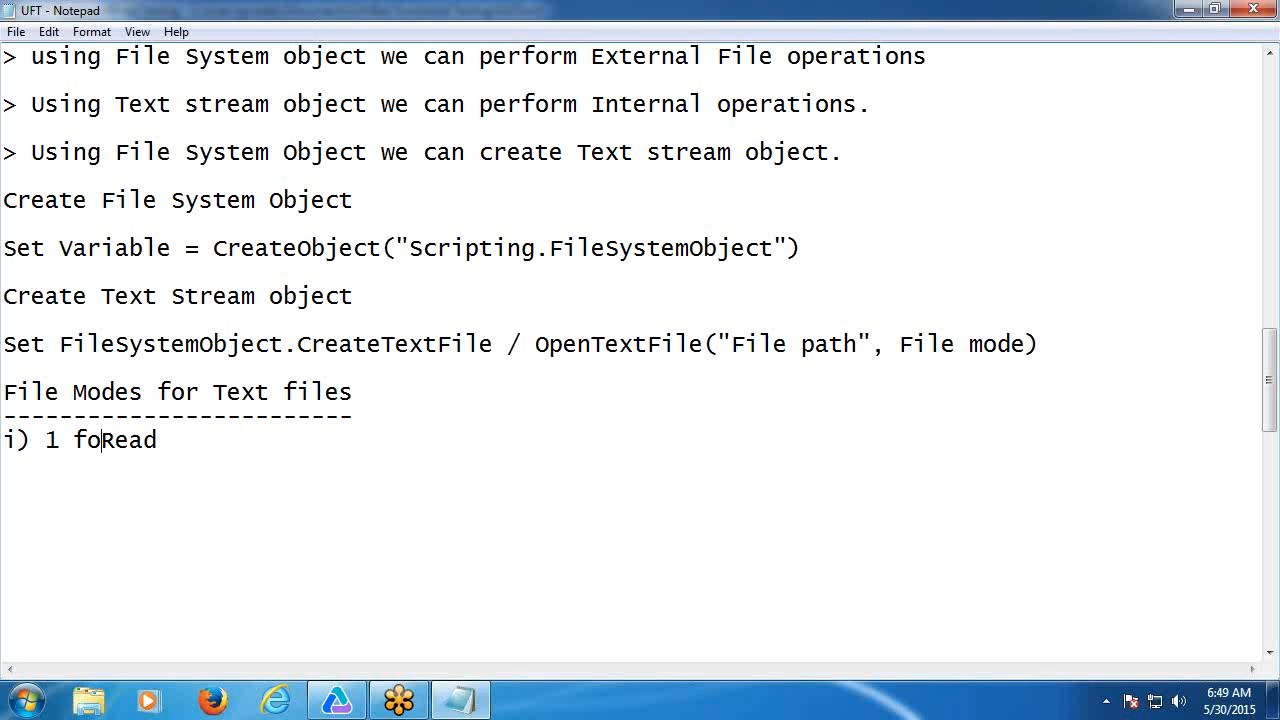 UFT - Notepad
File Edit Format View Help
> using File System object we can perform External File operations
> Using Text stream object we can perform Internal operations.
> Using File System Object we can create Text stream object.
Create File System Object
Set Variable = CreateObject("Scripting.FileSystemObject")
Create Text Stream object
Set FileSystemObject.CreateTextFile / OpenTextFile("File path", File mode)
File Modes for Text files
-------------------------
i) 1 foRead
6:49 AM
5/30/2015